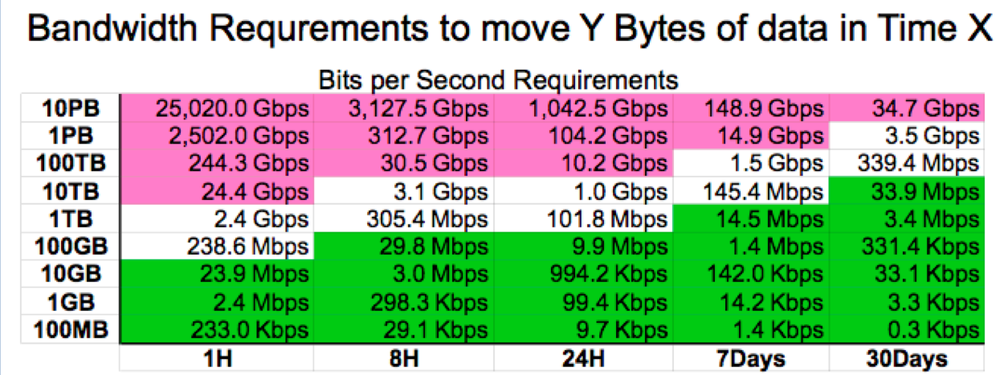 Bandwidth Requrements to move Y Bytes of data in Time X
Bits per Second Requirements
10PB 25,020.0 Gbps 3,127.5 Gbps 1,042.5 Gbps 148.9 Gbps 34.7 Gbps
1PB 2,502.0 Gbps 312.7 Gbps 104.2 Gbps 14.9 Gbps 3.5 Gbps
100TB 244.3 Gbps 30.5 Gbps 10.2 Gbps 1.5 Gbps 339.4 Mbps
10TB 24.4 Gbps 3.1 Gbps 1.0 Gbps 145.4 Mbps 33.9 Mbps
1TB 2.4 Gbps 305.4 Mbps 101.8 Mbps 14.5 Mbps 3.4 Mbps
100GB 238.6 Mbps 29.8 Mbps 9.9 Mbps 1.4 Mbps 331.4 Kbps
10GB 23.9 Mbps 3.0 Mbps 994.2 Kbps 142.0 Kbps 33.1 Kbps
1GB 2.4 Mbps 298.3 Kbps 99.4 Kbps 14.2 Kbps 3.3 Kbps
100MB 233.0 Kbps 29.1 Kbps 9.7 Kbps 1.4 Kbps 0.3 Kbps
1H 8H 24H 7Days 30Days